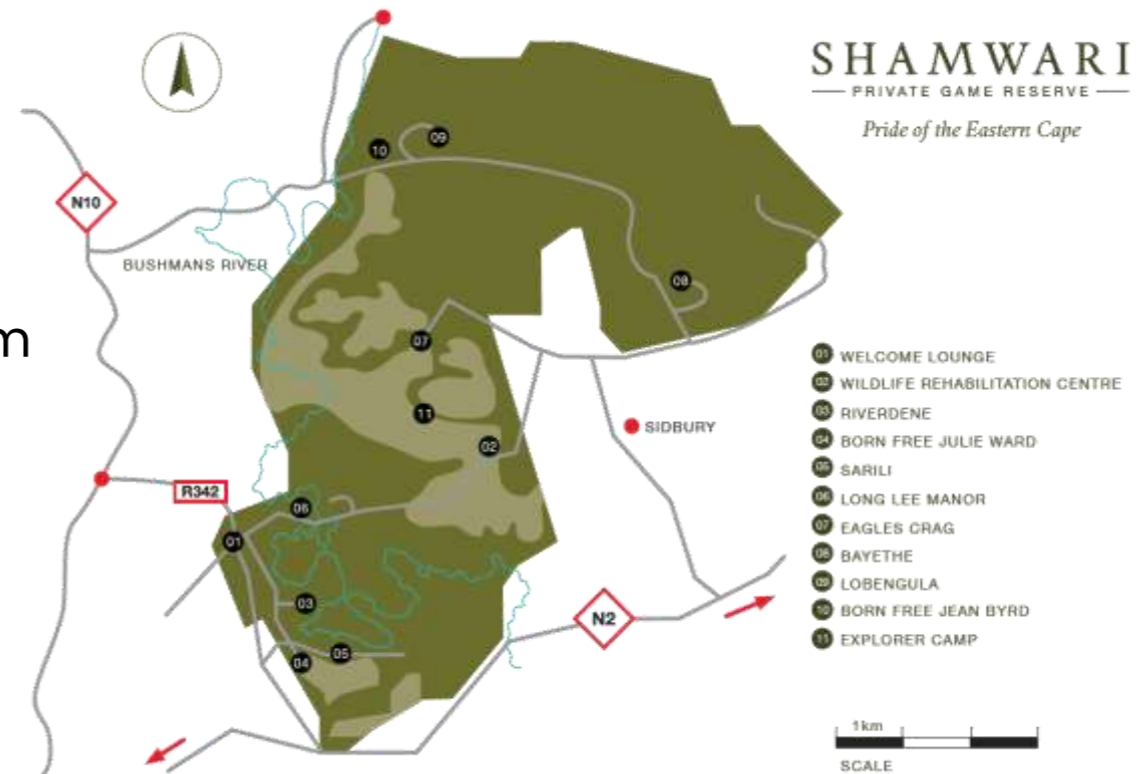 SHAMWARI
PRIVATE GAME RESERVE
Pride of the Eastern Cape
10
09
N10
BUSHMANS RIVER
08
m
07
11
02
SIDBURY
R342
06
01
03
N2
04
05
01 WELCOME LOUNGE
02 WILDLIFE REHABILITATION CENTRE
03 RIVERDENE
04 BORN FREE JULIE WARD
05 SARILI
06 LONG LEE MANOR
07 EAGLES CRAG
08 BAYETHE
09 LOBENGULA
10 BORN FREE JEAN BYRD
11 EXPLORER CAMP
1km
SCALE